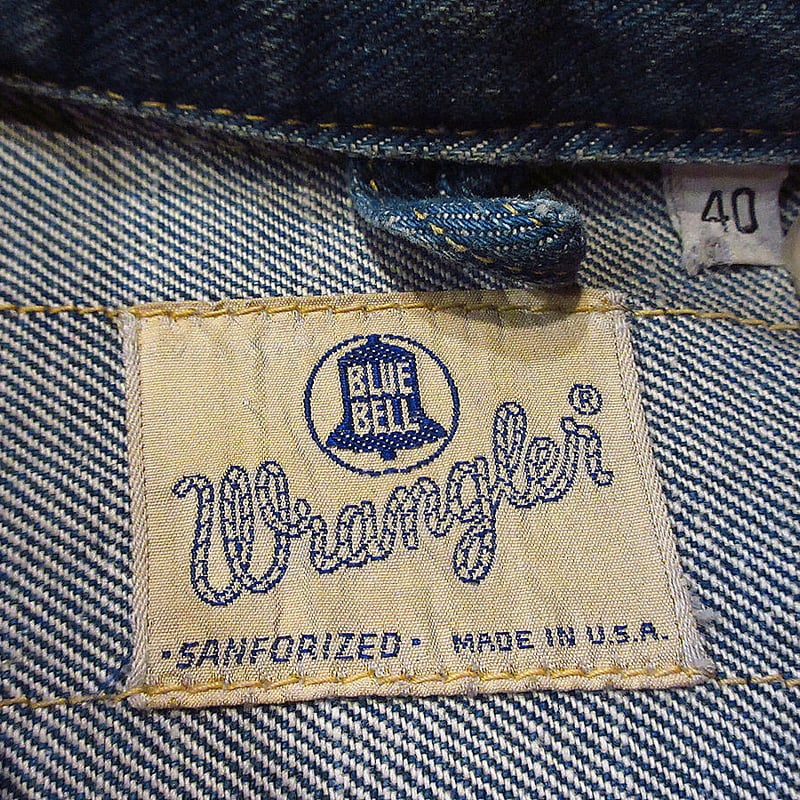 40
BLUE
BELL
Wrangler®
·SANFORIZED· MADE IN U.S.A.